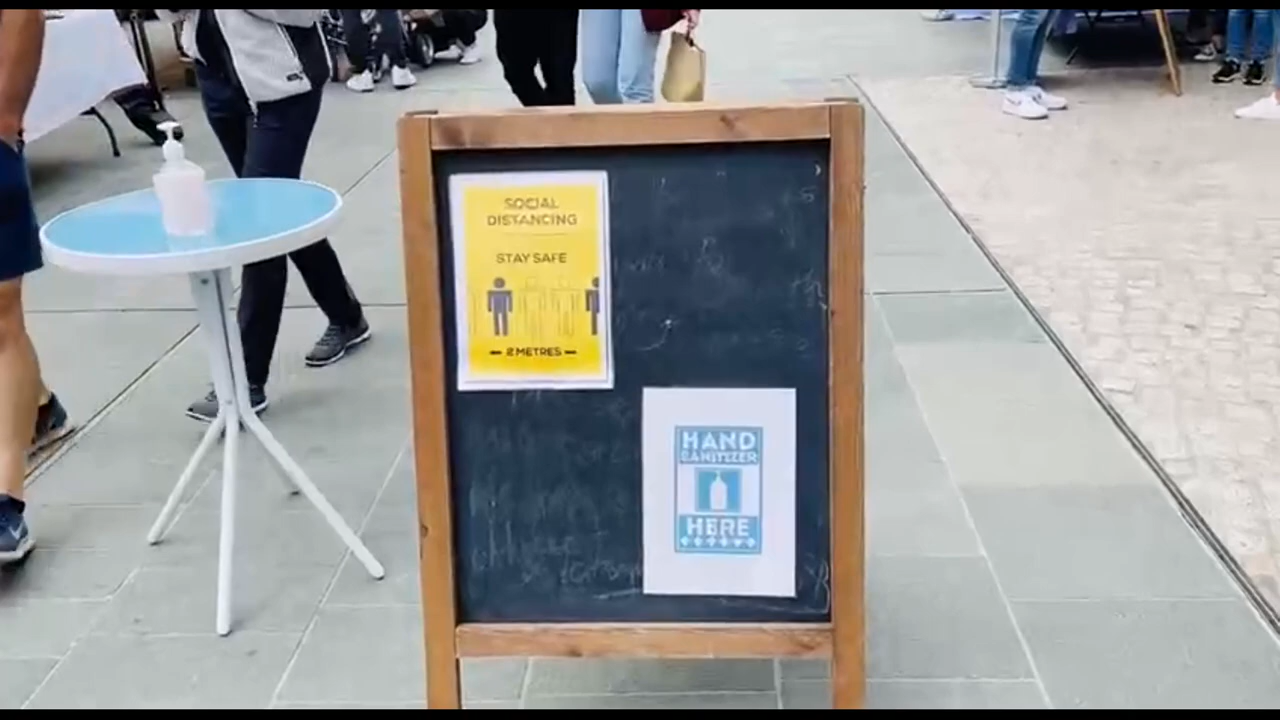 SOCIAL
DISTANCING
STAY SAFE
2 METRES
HAND
SANITIZER
HERE